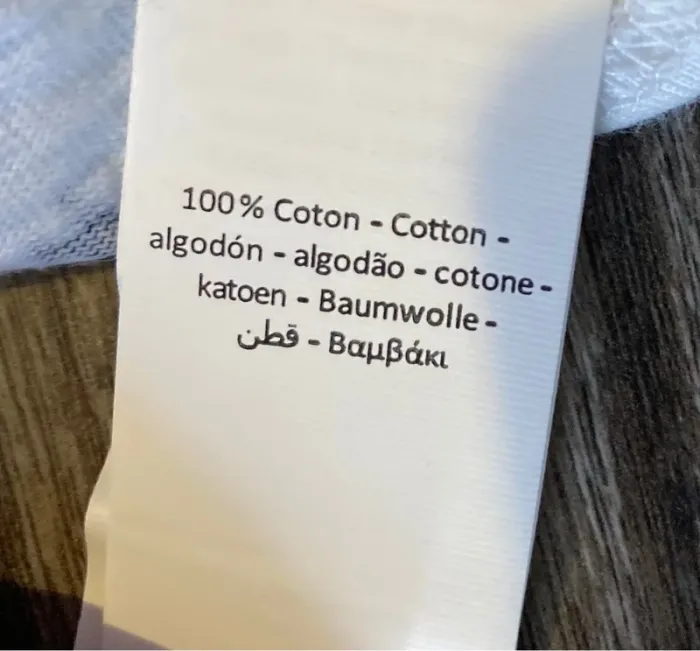 100% Coton - Cotton -
algodón - algodão - cotone -
katoen - Baumwolle -
قطن - Βαμβάκι